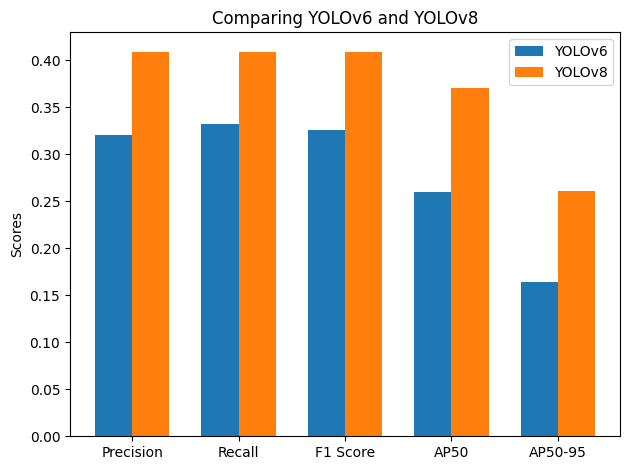 Comparing YOLOv6 and YOLOv8
YOLOv6
YOLOv8
Scores
0.40
0.35
0.30
0.25
0.20
0.15
0.10
0.05
0.00
Precision
Recall
F1 Score
AP50
AP50-95